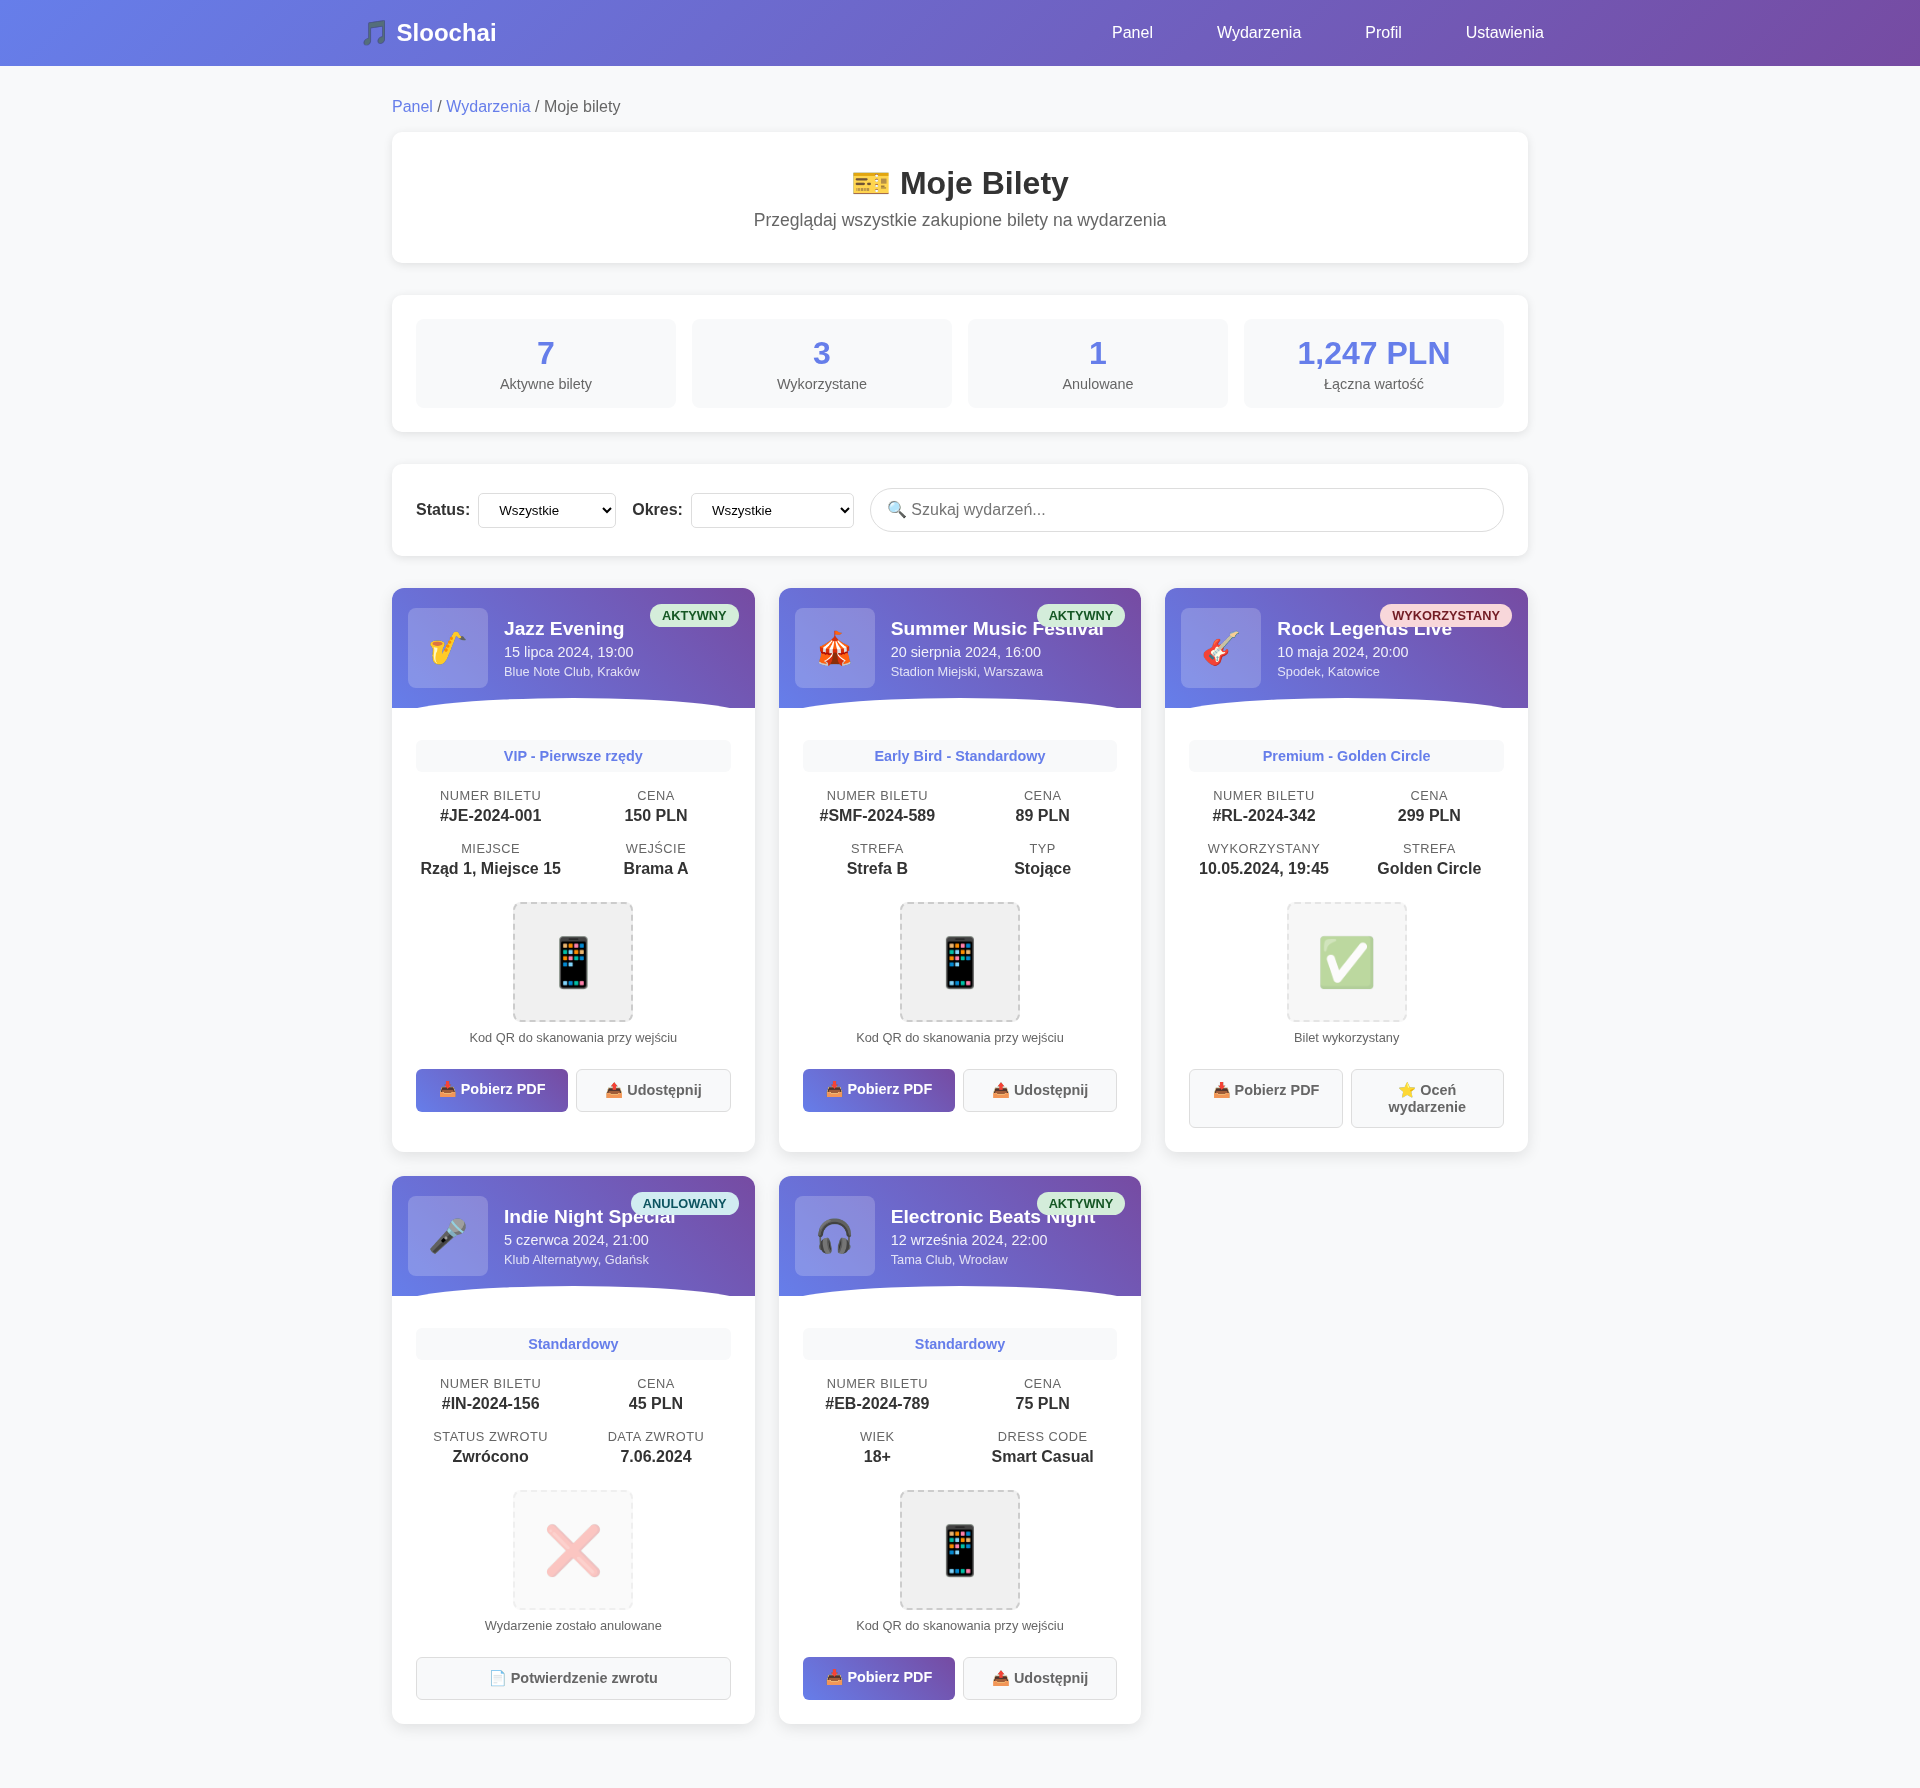 🎵 Sloochai
Panel
Wydarzenia
Profil
Ustawienia
Panel / Wydarzenia / Moje bilety
🎫 Moje Bilety
Przeglądaj wszystkie zakupione bilety na wydarzenia
7
Aktywne bilety
3
Wykorzystane
1
Anulowane
1,247 PLN
Łączna wartość
Status:
Wszystkie
Okres:
Wszystkie
🔍 Szukaj wydarzeń...
AKTYWNY
Jazz Evening
15 lipca 2024, 19:00
Blue Note Club, Kraków
VIP - Pierwsze rzędy
NUMER BILETU
#JE-2024-001
CENA
150 PLN
MIEJSCE
Rząd 1, Miejsce 15
WEJŚCIE
Brama A
Kod QR do skanowania przy wejściu
📥 Pobierz PDF
📤 Udostępnij
AKTYWNY
Summer Music Festival
20 sierpnia 2024, 16:00
Stadion Miejski, Warszawa
Early Bird - Standardowy
NUMER BILETU
#SMF-2024-589
CENA
89 PLN
STREFA
Strefa B
TYP
Stojące
Kod QR do skanowania przy wejściu
📥 Pobierz PDF
📤 Udostępnij
WYKORZYSTANY
Rock Legends Live
10 maja 2024, 20:00
Spodek, Katowice
Premium - Golden Circle
NUMER BILETU
#RL-2024-342
CENA
299 PLN
WYKORZYSTANY
10.05.2024, 19:45
STREFA
Golden Circle
Bilet wykorzystany
📥 Pobierz PDF
⭐ Oceń
wydarzenie
ANULOWANY
Indie Night Special
5 czerwca 2024, 21:00
Klub Alternatywy, Gdańsk
Standardowy
NUMER BILETU
#IN-2024-156
CENA
45 PLN
STATUS ZWROTU
Zwrócono
DATA ZWROTU
7.06.2024
Wydarzenie zostało anulowane
📄 Potwierdzenie zwrotu
AKTYWNY
Electronic Beats Night
12 września 2024, 22:00
Tama Club, Wrocław
Standardowy
NUMER BILETU
#EB-2024-789
CENA
75 PLN
WIEK
18+
DRESS CODE
Smart Casual
Kod QR do skanowania przy wejściu
📥 Pobierz PDF
📤 Udostępnij